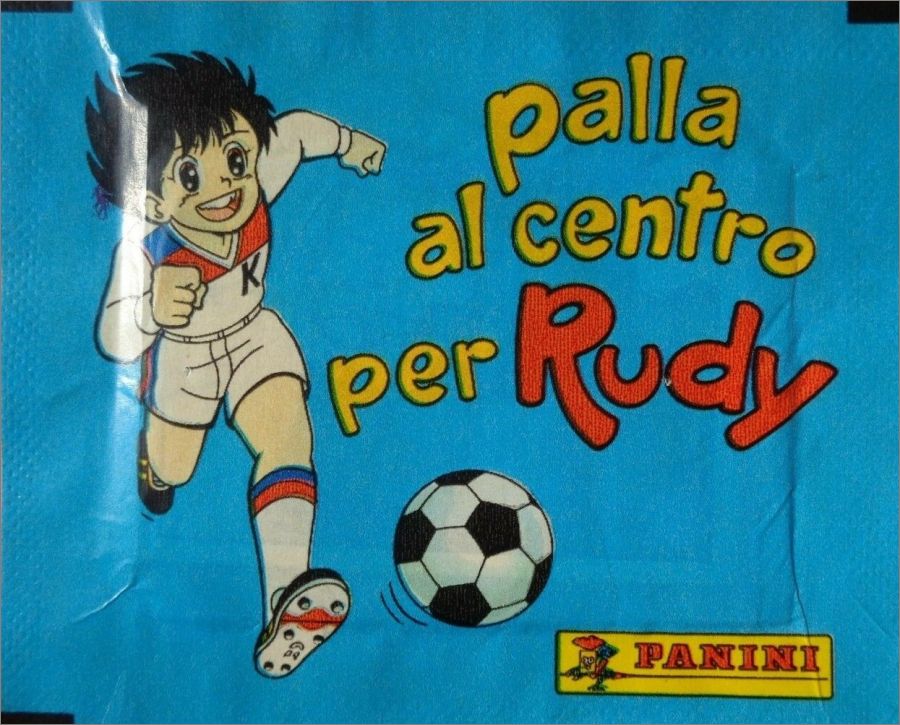 palla
al centro
per Rudy
K
PANINI